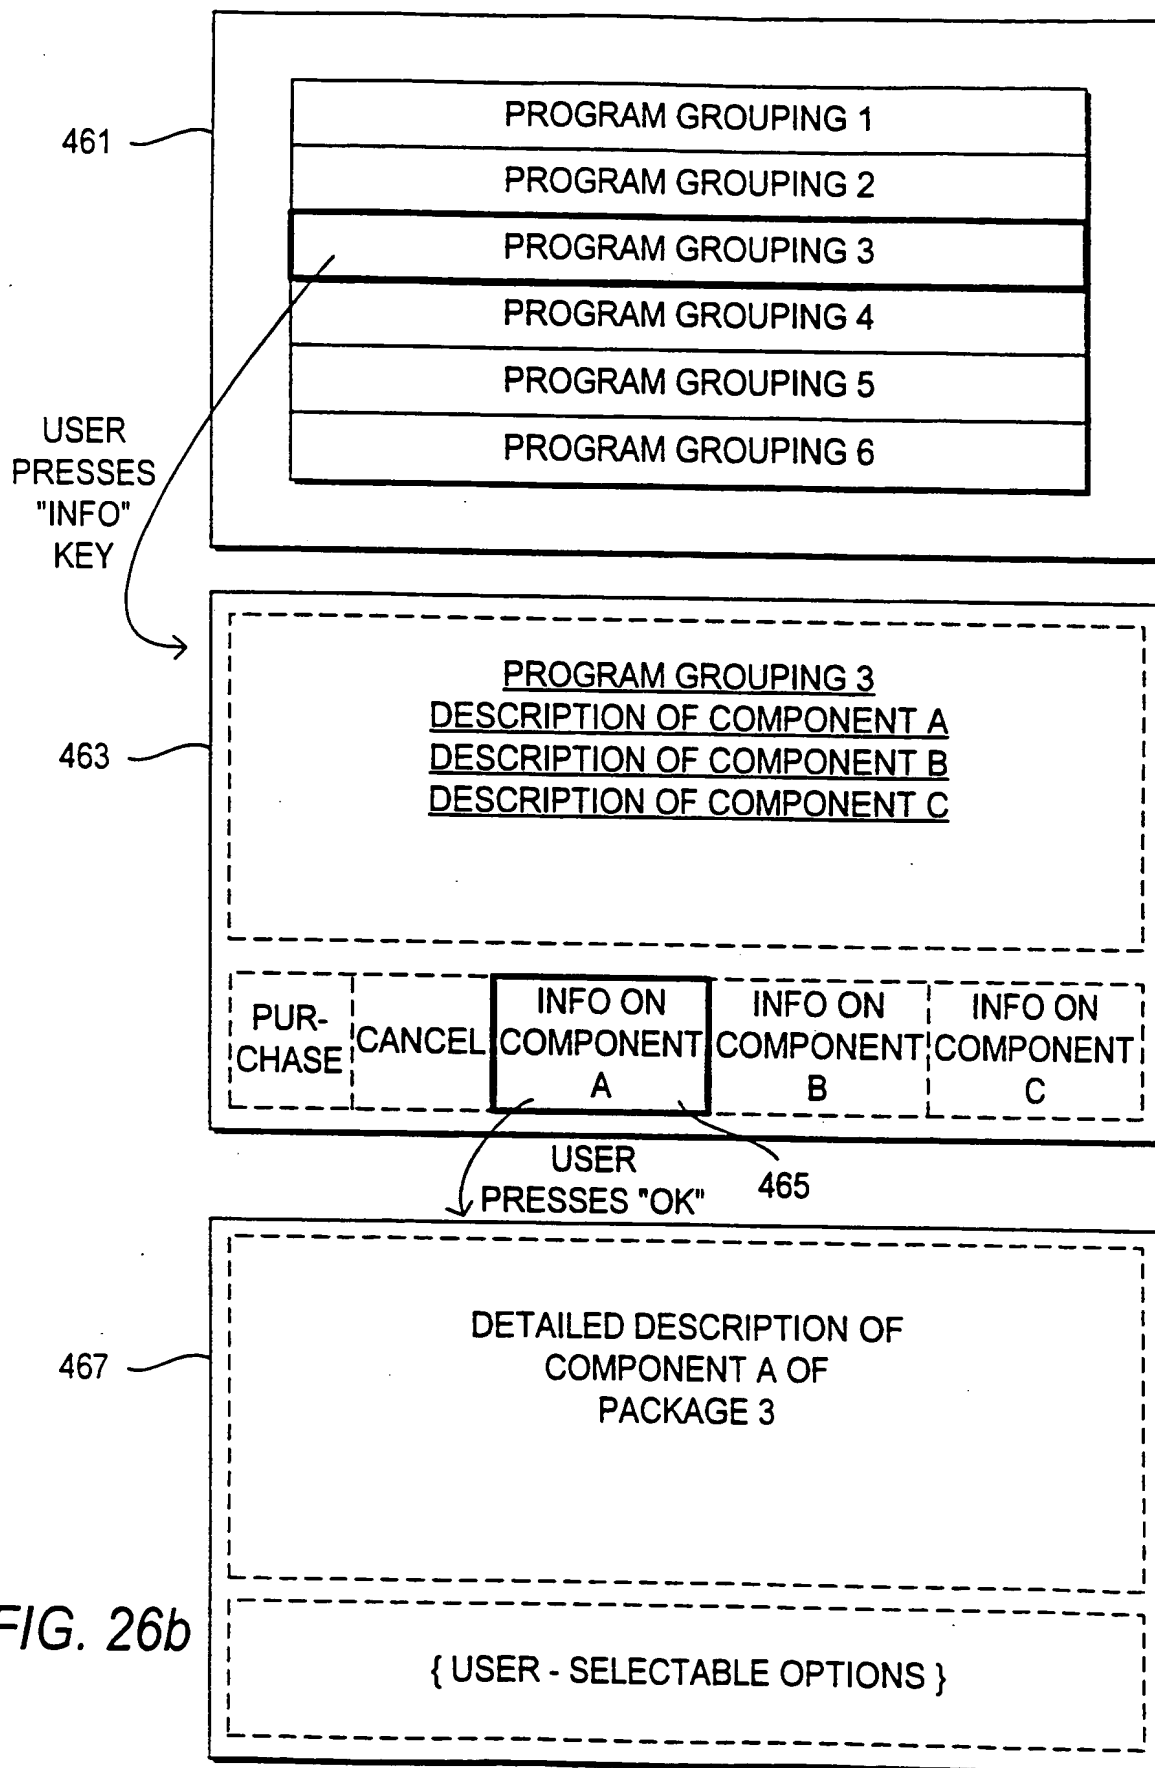 PROGRAM GROUPING 1
461
PROGRAM GROUPING 2
PROGRAM GROUPING 3
PROGRAM GROUPING 4
PROGRAM GROUPING 5
PROGRAM GROUPING 6
USER
PRESSES
"INFO"
KEY
PROGRAM GROUPING 3
DESCRIPTION OF COMPONENT A
DESCRIPTION OF COMPONENT B
DESCRIPTION OF COMPONENT C
463
PUR-
CHASE
CANCEL
INFO ON
COMPONENT
A
INFO ON
COMPONENT
B
INFO ON
COMPONENT
C
USER
PRESSES "OK"
465
DETAILED DESCRIPTION OF
COMPONENT A OF
PACKAGE 3
467
FIG. 26b
{ USER - SELECTABLE OPTIONS }